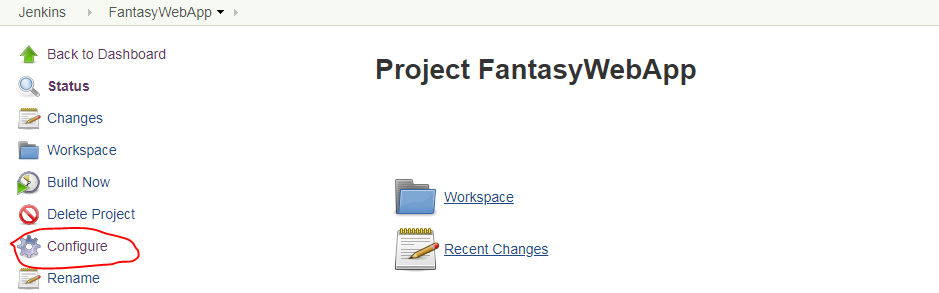 Jenkins FantasyWebApp
Back to Dashboard
Status
Changes
Workspace
Build Now
Delete Project
Configure
Rename
Project FantasyWebApp
Workspace
Recent Changes